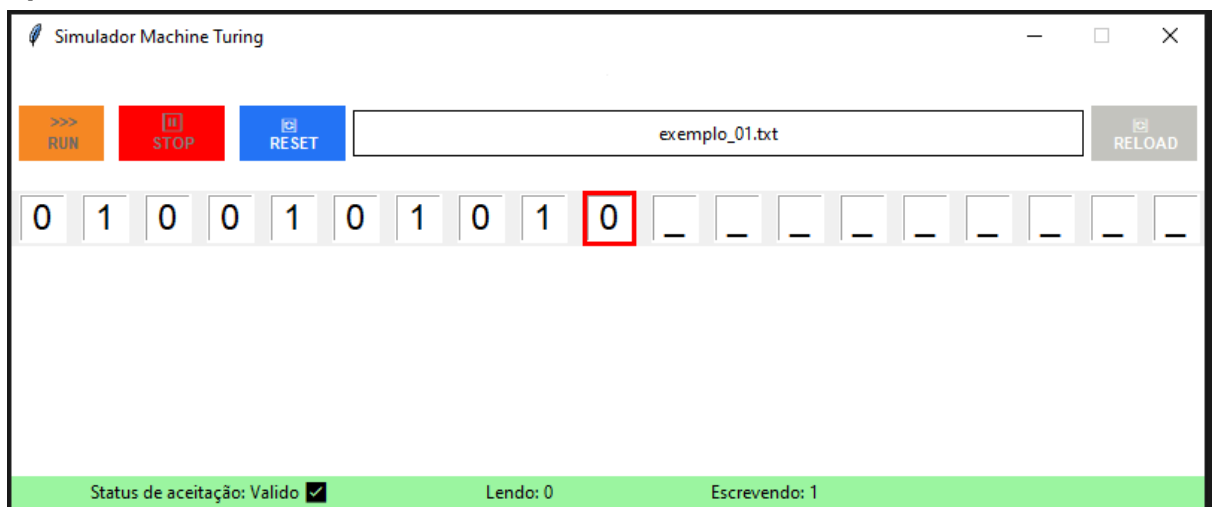 Simulador Machine Turing
>>>
RUN
STOP
RESET
exemplo_01.txt
RELOAD
0 1 0 0 1 0 1 0 1 0 _ _ _ _ _ _ _ _ _
Status de aceitação: Valido ✓ Lendo: 0 Escrevendo: 1